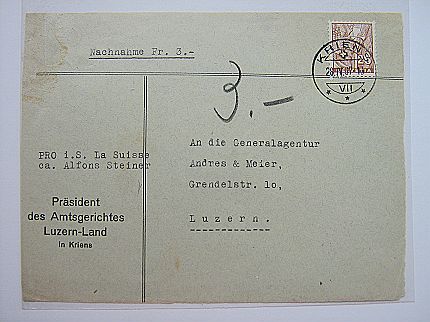 Nachnahme Fr. 3.-
KRIENS
VII
3.-
An die Generalagentur
Andres & Meier,
Grendelstr. 10,
Luzern.
PRO i.S. La Suisse
ca. Alfons Steiner
Präsident
des Amtsgerichtes
Luzern-Land
in Kriens